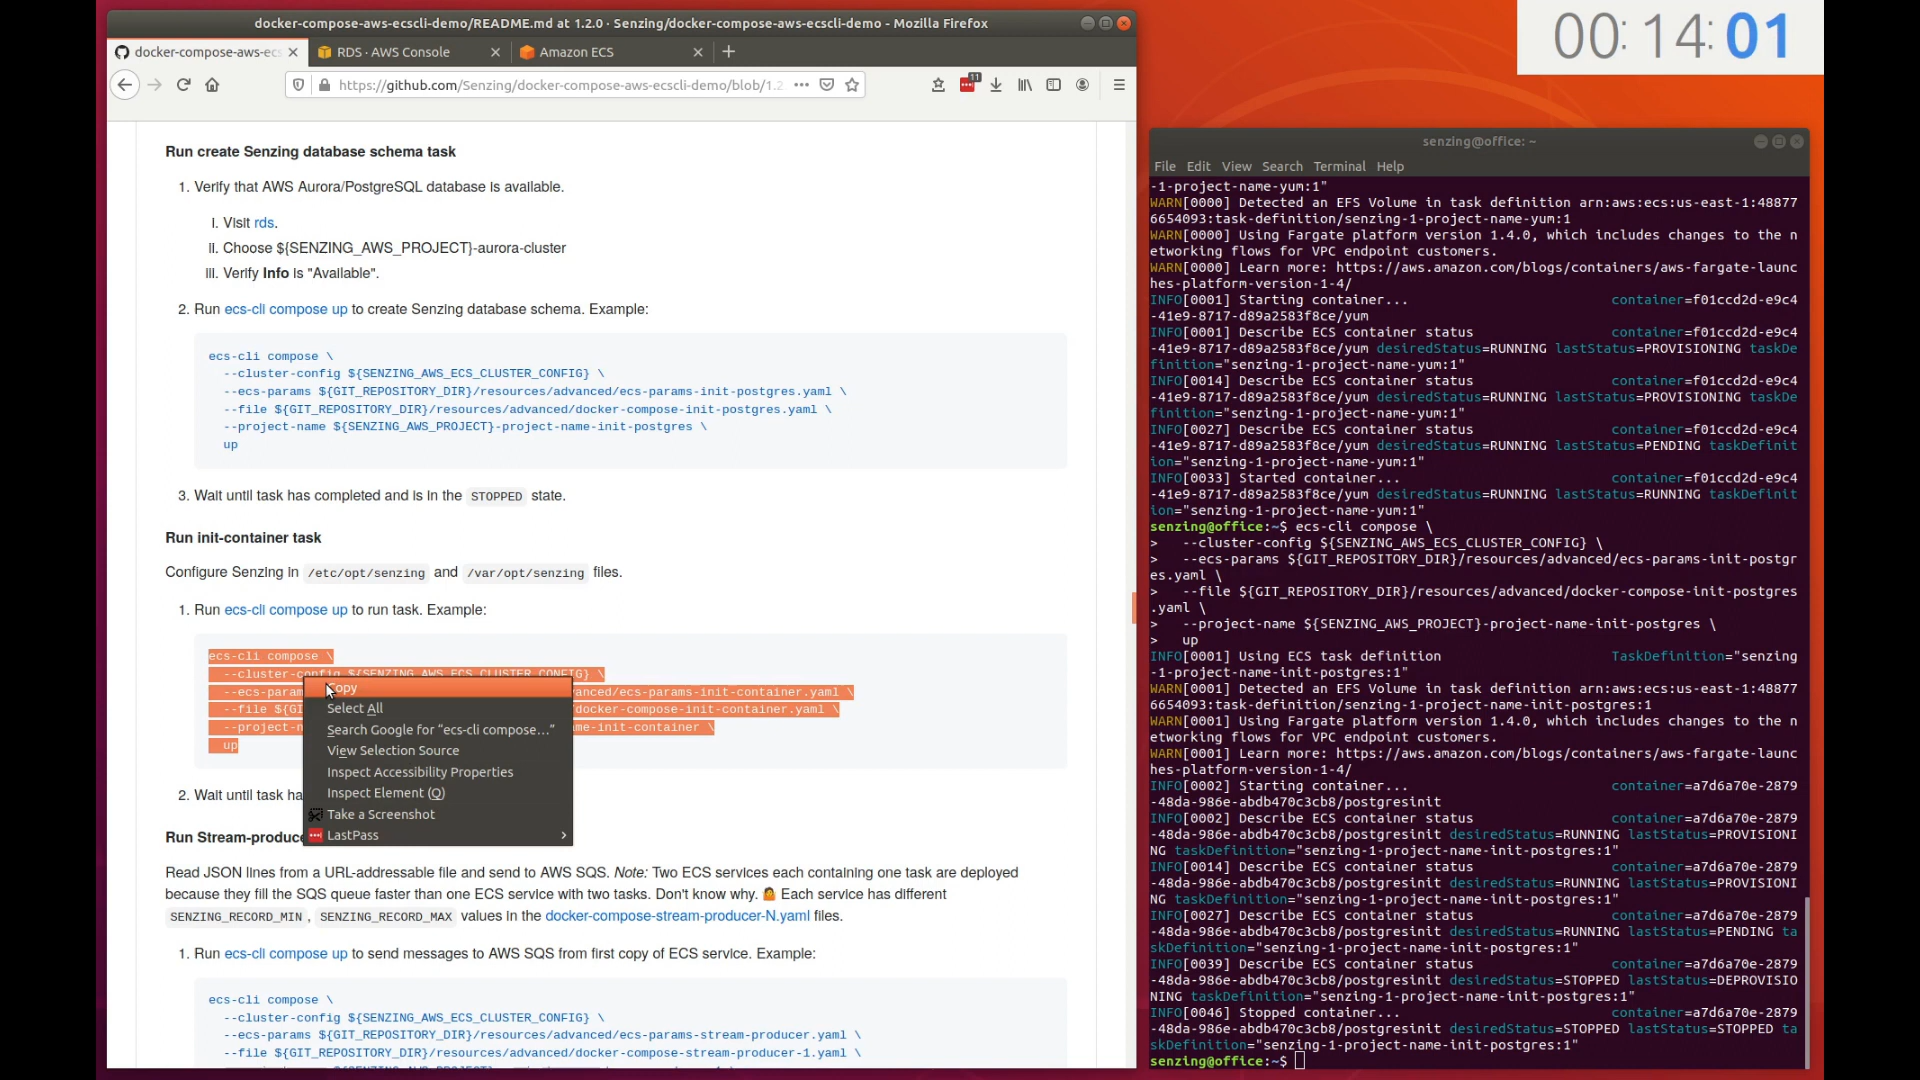 docker-compose-aws-ecscli-demo/README.md at 1.2.0 · Senzing/docker-compose-aws-ecscli-demo - Mozilla Firefox
docker-compose-aws-ecs
RDS · AWS Console
Amazon ECS
https://github.com/Senzing/docker-compose-aws-ecscli-demo/blob/1.2
11
Run create Senzing database schema task
1. Verify that AWS Aurora/PostgreSQL database is available.
I. Visit rds.
II. Choose ${SENZING_AWS_PROJECT}-aurora-cluster
III. Verify Info is "Available".
2. Run ecs-cli compose up to create Senzing database schema. Example:
ecs-cli compose \
--cluster-config ${SENZING_AWS_ECS_CLUSTER_CONFIG} \
--ecs-params ${GIT_REPOSITORY_DIR}/resources/advanced/ecs-params-init-postgres.yaml \
--file ${GIT_REPOSITORY_DIR}/resources/advanced/docker-compose-init-postgres.yaml \
--project-name ${SENZING_AWS_PROJECT}-project-name-init-postgres \
up
3. Wait until task has completed and is in the STOPPED state.
Run init-container task
Configure Senzing in /etc/opt/senzing and /var/opt/senzing files.
1. Run ecs-cli compose up to run task. Example:
ecs-cli compose \
--cluster-config ${SENZING_AWS_ECS_CLUSTER_CONFIG} \
--ecs-param anced/ecs-params-init-container.yaml \
--file ${GI docker-compose-init-container.yaml \
--project-n me-init-container \
up
Copy
Select All
Search Google for “ecs-cli compose...”
View Selection Source
Inspect Accessibility Properties
Inspect Element (Q)
Take a Screenshot
LastPass
2. Wait until task ha
Run Stream-produce
Read JSON lines from a URL-addressable file and send to AWS SQS. Note: Two ECS services each containing one task are deployed
because they fill the SQS queue faster than one ECS service with two tasks. Don't know why. 🤷 Each service has different
SENZING_RECORD_MIN , SENZING_RECORD_MAX values in the docker-compose-stream-producer-N.yaml files.
1. Run ecs-cli compose up to send messages to AWS SQS from first copy of ECS service. Example:
ecs-cli compose \
--cluster-config ${SENZING_AWS_ECS_CLUSTER_CONFIG} \
--ecs-params ${GIT_REPOSITORY_DIR}/resources/advanced/ecs-params-stream-producer.yaml \
--file ${GIT_REPOSITORY_DIR}/resources/advanced/docker-compose-stream-producer-1.yaml \
00:14:01
senzing@office: ~
File Edit View Search Terminal Help
-1-project-name-yum:1"
WARN[0000] Detected an EFS Volume in task definition arn:aws:ecs:us-east-1:48877
6654093:task-definition/senzing-1-project-name-yum:1
WARN[0000] Using Fargate platform version 1.4.0, which includes changes to the n
etworking flows for VPC endpoint customers.
WARN[0000] Learn more: https://aws.amazon.com/blogs/containers/aws-fargate-launc
hes-platform-version-1-4/
INFO[0001] Starting container... container=f01ccd2d-e9c4
-41e9-8717-d89a2583f8ce/yum
INFO[0001] Describe ECS container status container=f01ccd2d-e9c4
-41e9-8717-d89a2583f8ce/yum desiredStatus=RUNNING lastStatus=PROVISIONING taskDe
finition="senzing-1-project-name-yum:1"
INFO[0014] Describe ECS container status container=f01ccd2d-e9c4
-41e9-8717-d89a2583f8ce/yum desiredStatus=RUNNING lastStatus=PROVISIONING taskDe
finition="senzing-1-project-name-yum:1"
INFO[0027] Describe ECS container status container=f01ccd2d-e9c4
-41e9-8717-d89a2583f8ce/yum desiredStatus=RUNNING lastStatus=PENDING taskDefinit
ion="senzing-1-project-name-yum:1"
INFO[0033] Started container... container=f01ccd2d-e9c4
-41e9-8717-d89a2583f8ce/yum desiredStatus=RUNNING lastStatus=RUNNING taskDefinit
ion="senzing-1-project-name-yum:1"
senzing@office:~$ ecs-cli compose \
> --cluster-config ${SENZING_AWS_ECS_CLUSTER_CONFIG} \
> --ecs-params ${GIT_REPOSITORY_DIR}/resources/advanced/ecs-params-init-postgr
es.yaml \
> --file ${GIT_REPOSITORY_DIR}/resources/advanced/docker-compose-init-postgres
.yaml \
> --project-name ${SENZING_AWS_PROJECT}-project-name-init-postgres \
> up
INFO[0001] Using ECS task definition TaskDefinition="senzing
-1-project-name-init-postgres:1"
WARN[0001] Detected an EFS Volume in task definition arn:aws:ecs:us-east-1:48877
6654093:task-definition/senzing-1-project-name-init-postgres:1
WARN[0001] Using Fargate platform version 1.4.0, which includes changes to the n
etworking flows for VPC endpoint customers.
WARN[0001] Learn more: https://aws.amazon.com/blogs/containers/aws-fargate-launc
hes-platform-version-1-4/
INFO[0002] Starting container... container=a7d6a70e-2879
-48da-986e-abdb470c3cb8/postgresinit
INFO[0002] Describe ECS container status container=a7d6a70e-2879
-48da-986e-abdb470c3cb8/postgresinit desiredStatus=RUNNING lastStatus=PROVISIONI
NG taskDefinition="senzing-1-project-name-init-postgres:1"
INFO[0014] Describe ECS container status container=a7d6a70e-2879
-48da-986e-abdb470c3cb8/postgresinit desiredStatus=RUNNING lastStatus=PROVISIONI
NG taskDefinition="senzing-1-project-name-init-postgres:1"
INFO[0027] Describe ECS container status container=a7d6a70e-2879
-48da-986e-abdb470c3cb8/postgresinit desiredStatus=RUNNING lastStatus=PENDING ta
skDefinition="senzing-1-project-name-init-postgres:1"
INFO[0039] Describe ECS container status container=a7d6a70e-2879
-48da-986e-abdb470c3cb8/postgresinit desiredStatus=STOPPED lastStatus=DEPROVISIO
NING taskDefinition="senzing-1-project-name-init-postgres:1"
INFO[0046] Stopped container... container=a7d6a70e-2879
-48da-986e-abdb470c3cb8/postgresinit desiredStatus=STOPPED lastStatus=STOPPED ta
skDefinition="senzing-1-project-name-init-postgres:1"
senzing@office:~$